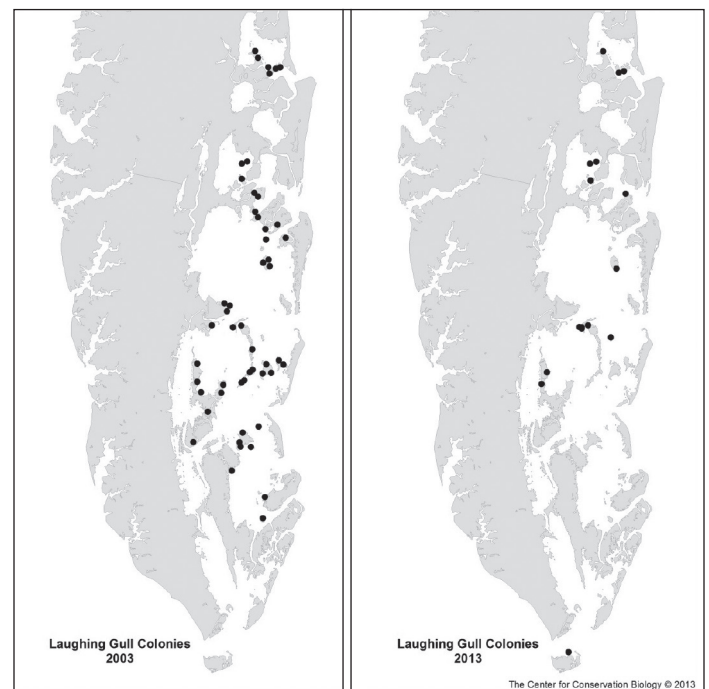 Laughing Gull Colonies
2003
Laughing Gull Colonies
2013
The Center for Conservation Biology © 2013